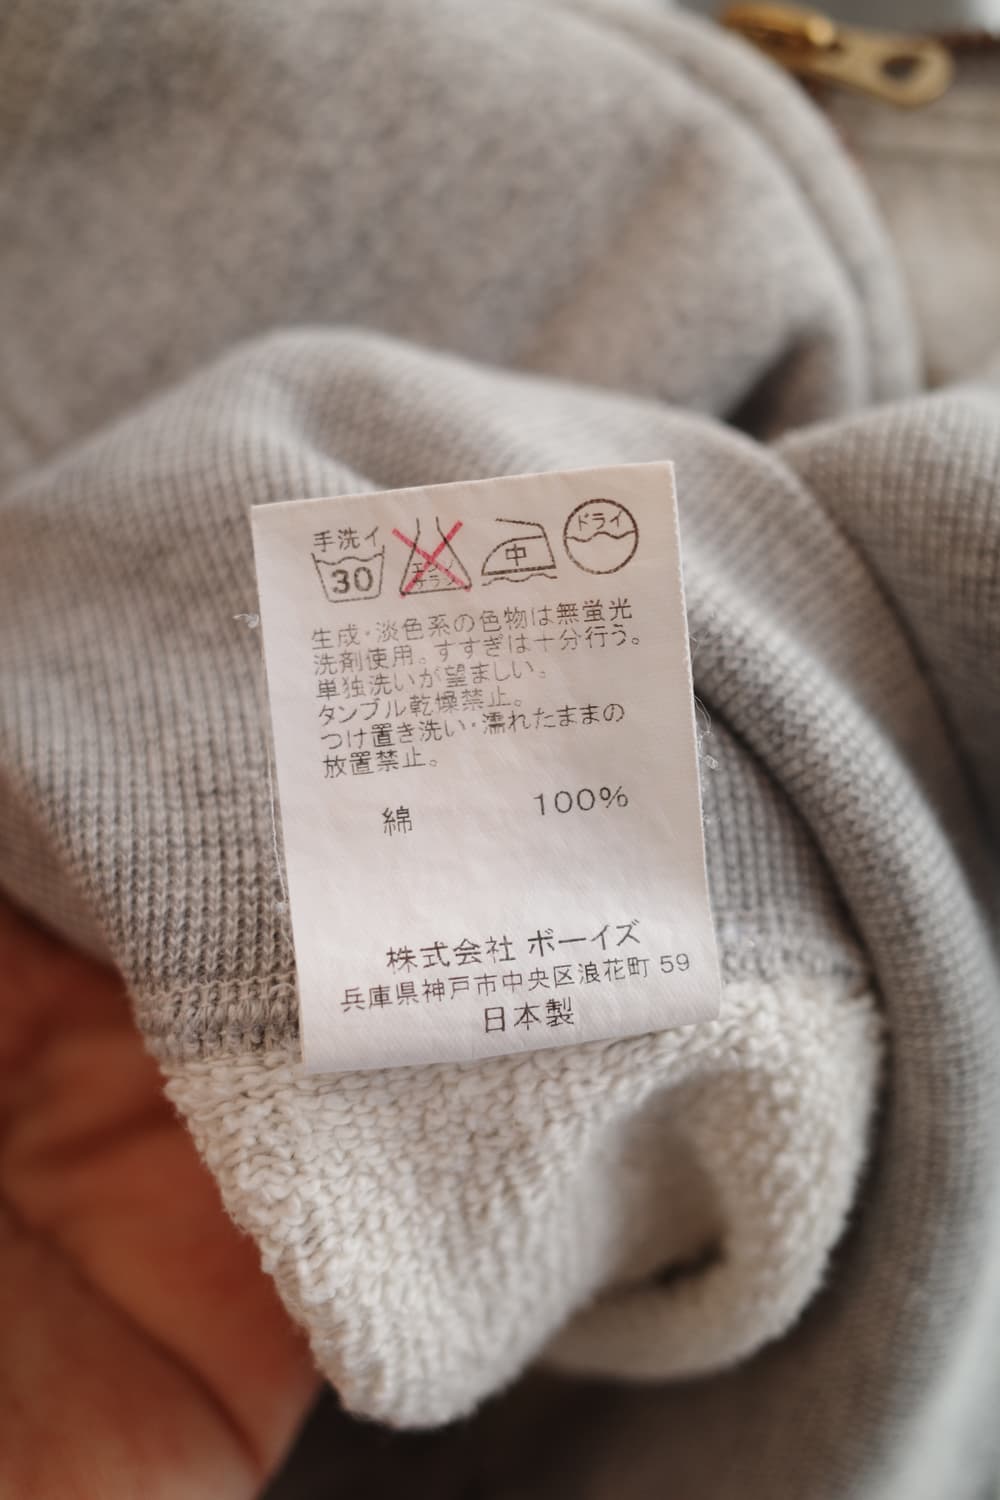 手洗イ 30 エンソ サラシ 中 ドライ
生成・淡色系の色物は無蛍光
洗剤使用。すすぎは十分行う。
単独洗いが望ましい。
タンブル乾燥禁止。
つけ置き洗い・濡れたままの
放置禁止。
綿 100%
株式会社 ボーイズ
兵庫県神戸市中央区浪花町 59
日本製